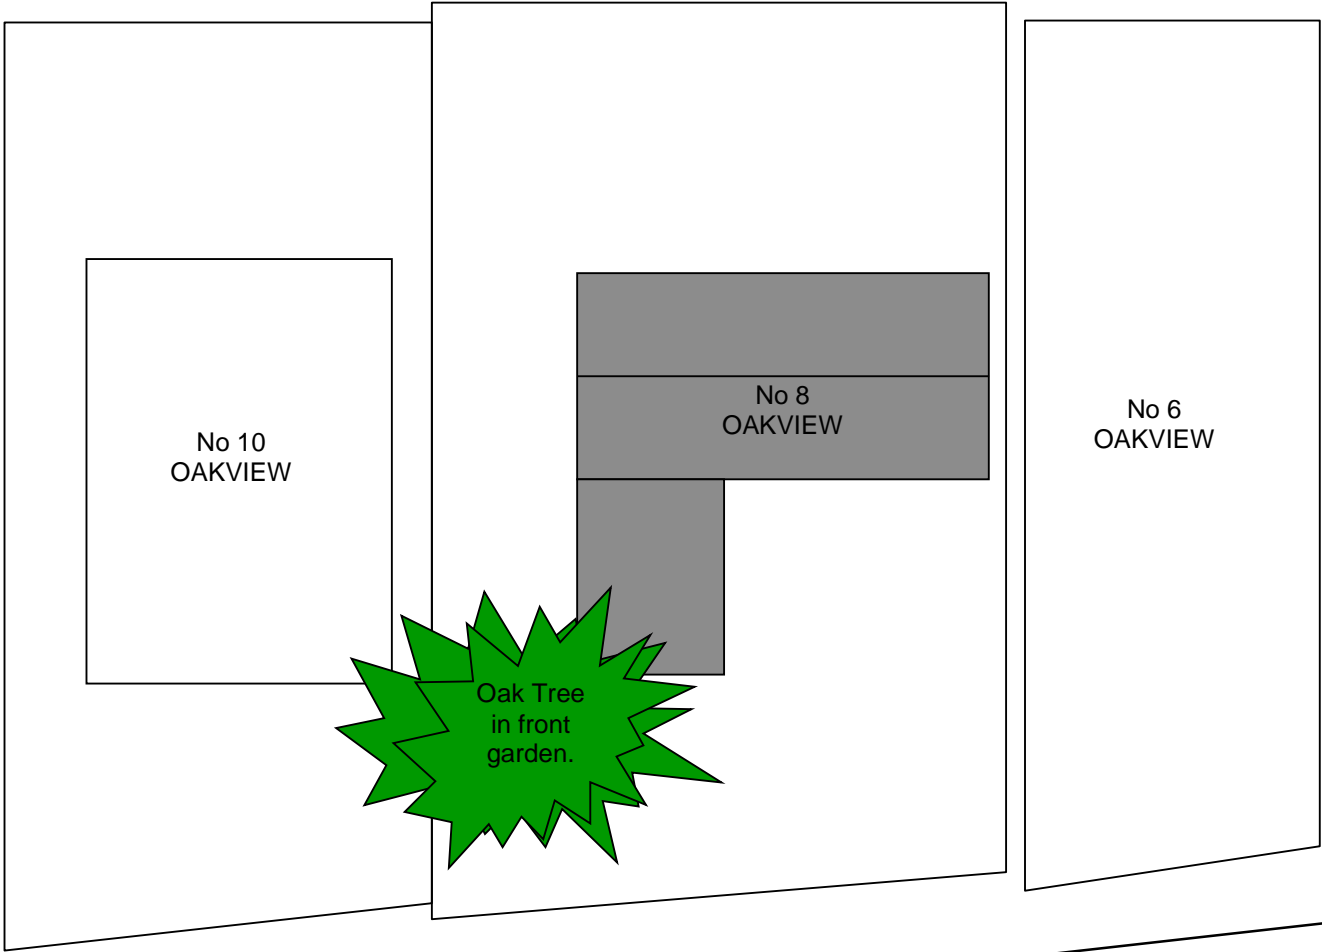 No 10
OAKVIEW
No 8
OAKVIEW
No 6
OAKVIEW
Oak Tree
in front
garden.